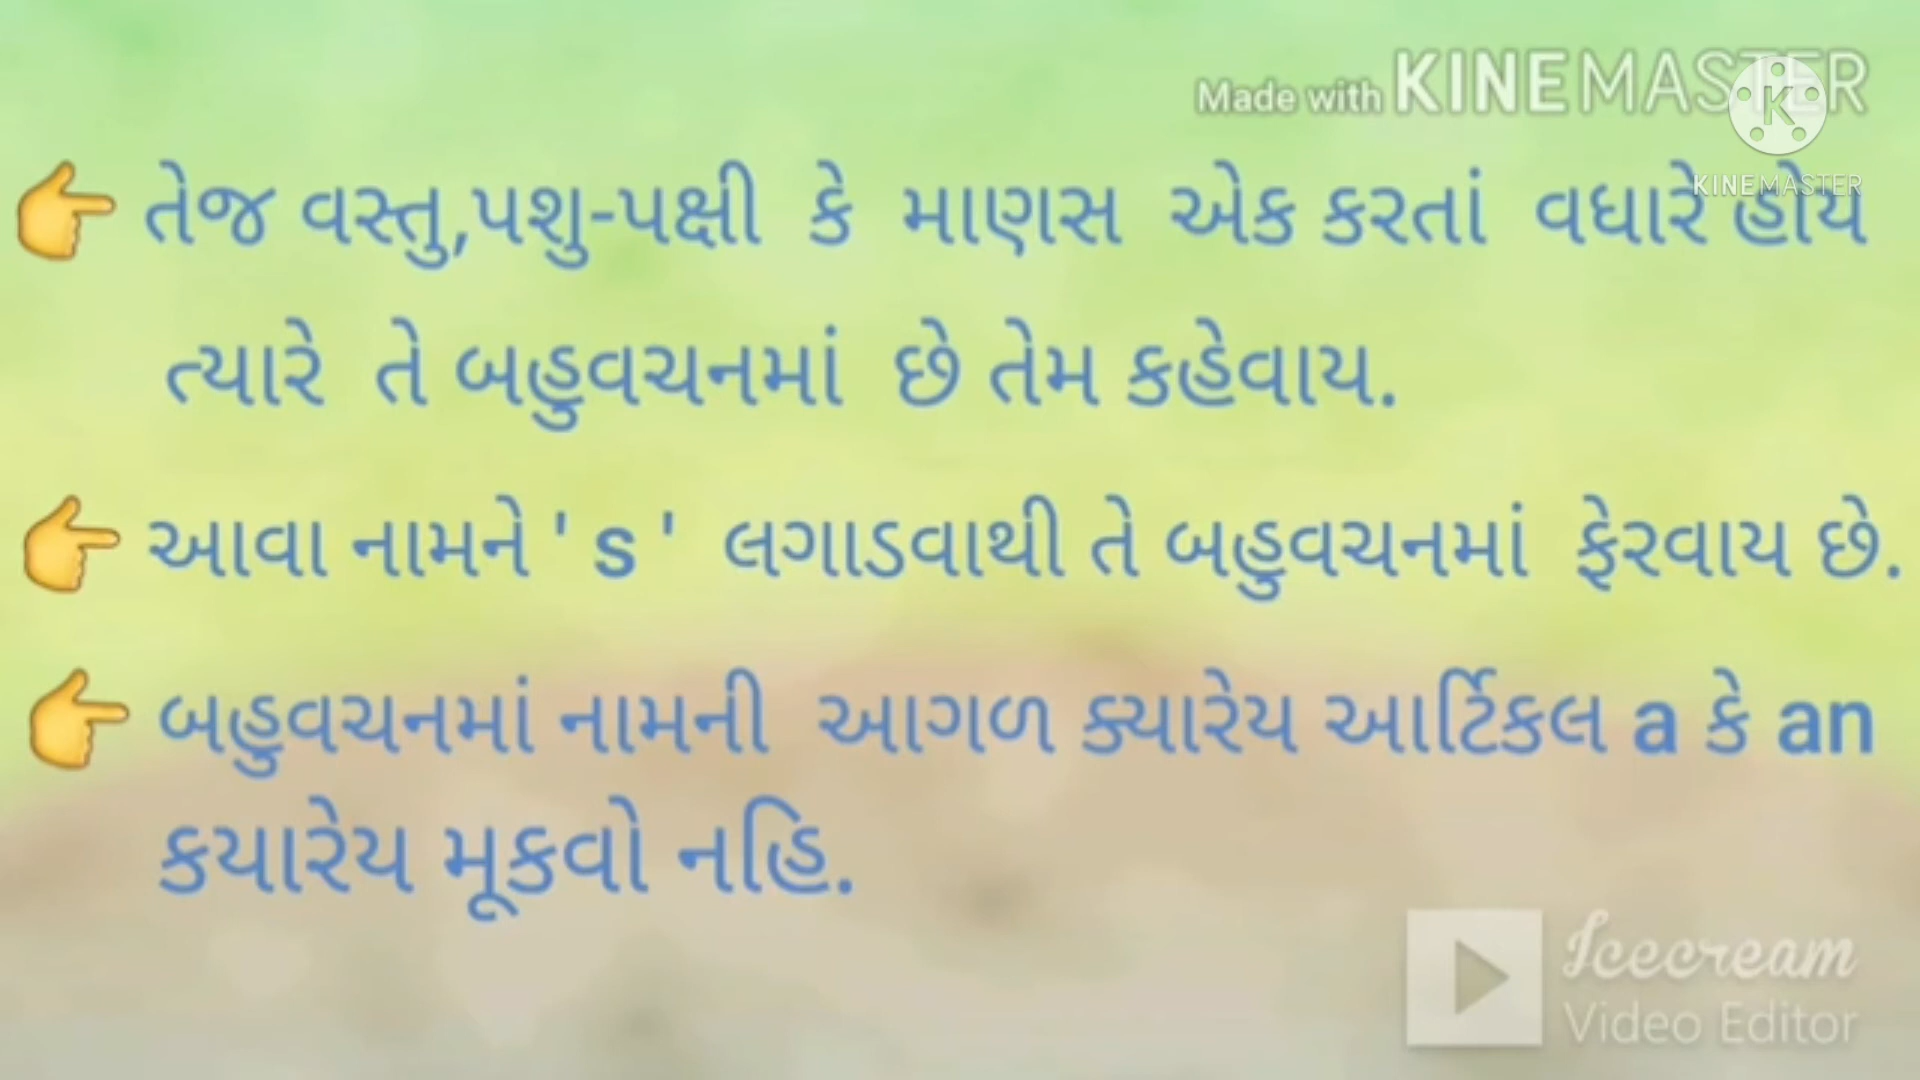 Made with KINEMASTER
KINEMASTER
👉 તેજ વસ્તુ,પશુ-પક્ષી કે માણસ એક કરતાં વધારે હોય
ત્યારે તે બહુવચનમાં છે તેમ કહેવાય.
👉 આવા નામને ' s ' લગાડવાથી તે બહુવચનમાં ફેરવાય છે.
👉 બહુવચનમાં નામની આગળ ક્યારેય આર્ટિકલ a કે an
કયારેય મૂકવો નહિ.
Icecream
Video Editor